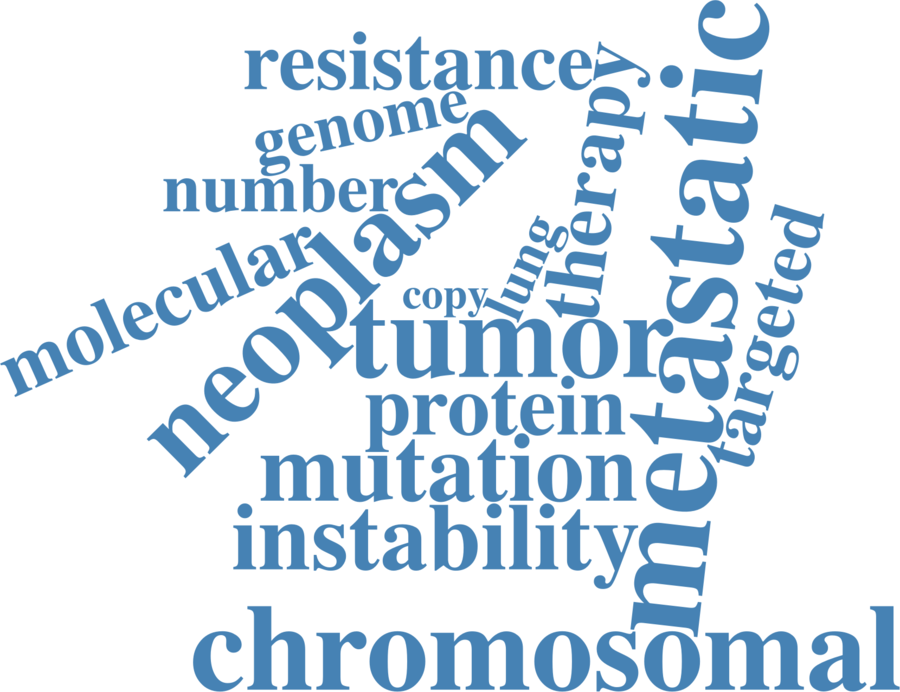 resistance
genome
number
molecular
neoplasm
copy
lung
therapy
metastatic
targeted
tumor
protein
mutation
instability
chromosomal